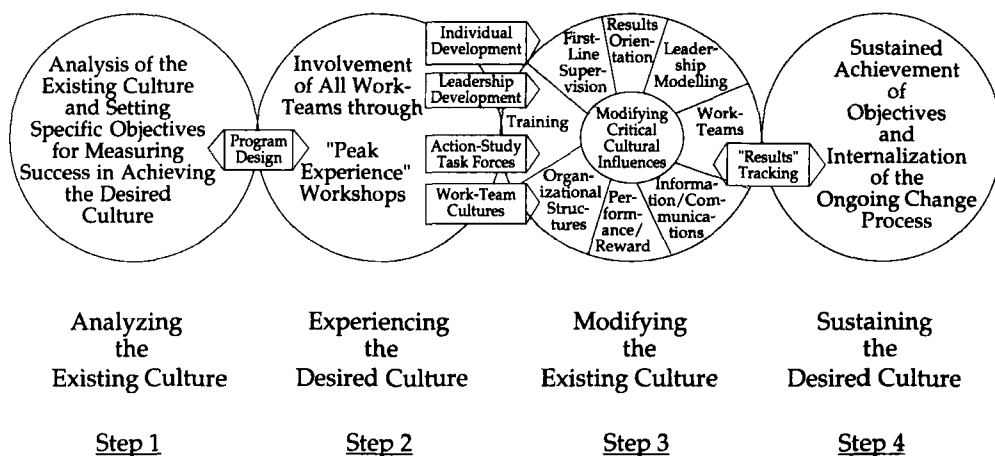 Analysis of the
Existing Culture
and Setting
Specific Objectives
for Measuring
Success in Achieving
the Desired
Culture
Program
Design
Involvement
of All Work-
Teams through
"Peak
Experience"
Workshops
Individual
Development
Leadership
Development
Action-Study
Task Forces
Work-Team
Cultures
First-
Line
Super-
vision
Results
Orien-
tation
Leader-
ship
Modelling
Training
Modifying
Critical
Cultural
Influences
Work-
Teams
Organ-
izational
Struc-
tures
Per-
form-
ance/
Reward
Informa-
tion/Com-
munica-
tions
"Results"
Tracking
Sustained
Achievement
of
Objectives
and
Internalization
of the
Ongoing Change
Process
Analyzing
the
Existing Culture
Experiencing
the
Desired Culture
Modifying
the
Existing Culture
Sustaining
the
Desired Culture
Step 1
Step 2
Step 3
Step 4